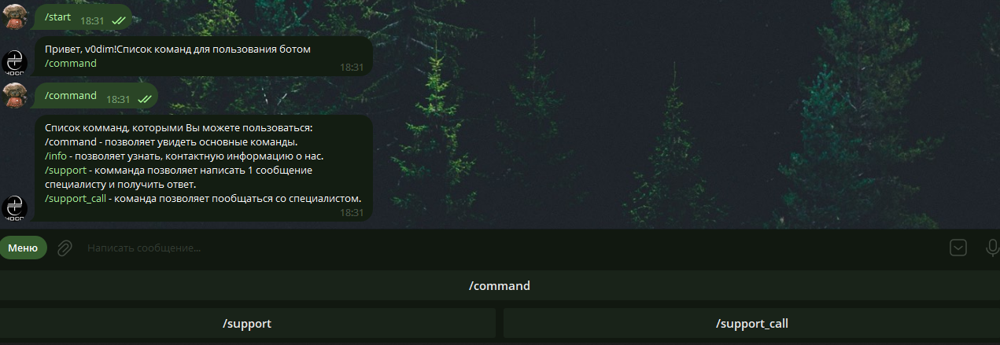 /start 18:31
Привет, v0dim!Список команд для пользования ботом
/command
18:31
/command 18:31
Список комманд, которыми Вы можете пользоваться:
/command - позволяет увидеть основные команды.
/info - позволяет узнать, контактную информацию о нас.
/support - комманда позволяет написать 1 сообщение
специалисту и получить ответ.
/support_call - команда позволяет пообщаться со специалистом.
18:31
Меню
Написать сообщение...
/command
/support
/support_call